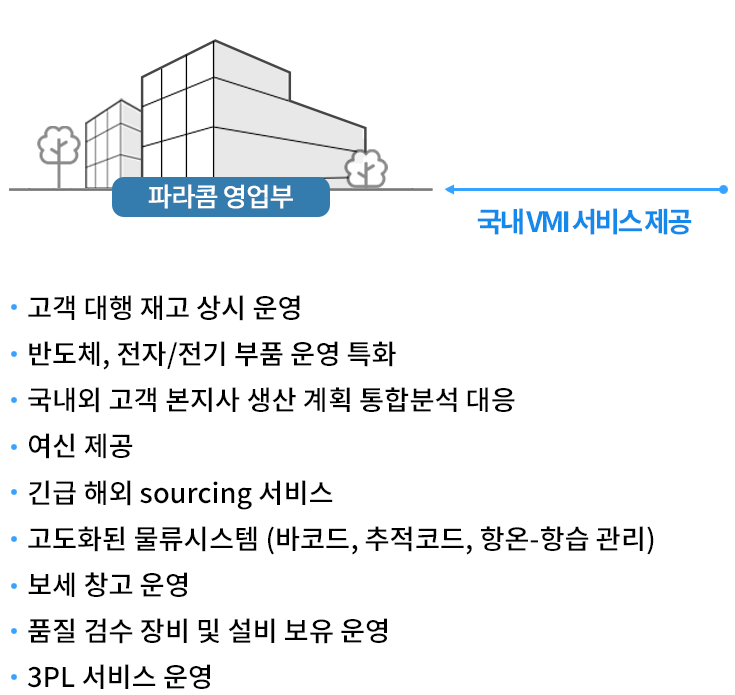 파라콤 영업부
국내 VMI 서비스 제공
고객 대행 재고 상시 운영
반도체, 전자/전기 부품 운영 특화
국내외 고객 본지사 생산 계획 통합분석 대응
여신 제공
긴급 해외 sourcing 서비스
고도화된 물류시스템 (바코드, 추적코드, 항온-항습 관리)
보세 창고 운영
품질 검수 장비 및 설비 보유 운영
3PL 서비스 운영